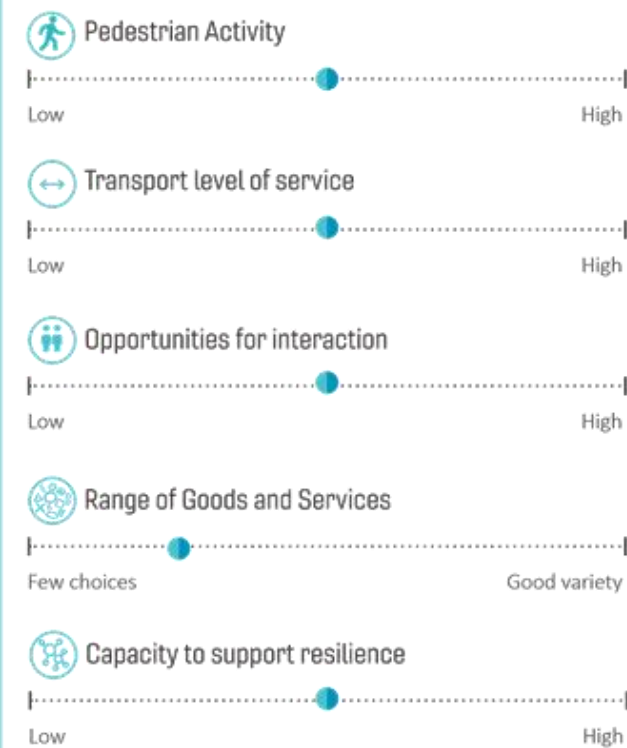 Pedestrian Activity
Low High
Transport level of service
Low High
Opportunities for interaction
Low High
Range of Goods and Services
Few choices Good variety
Capacity to support resilience
Low High